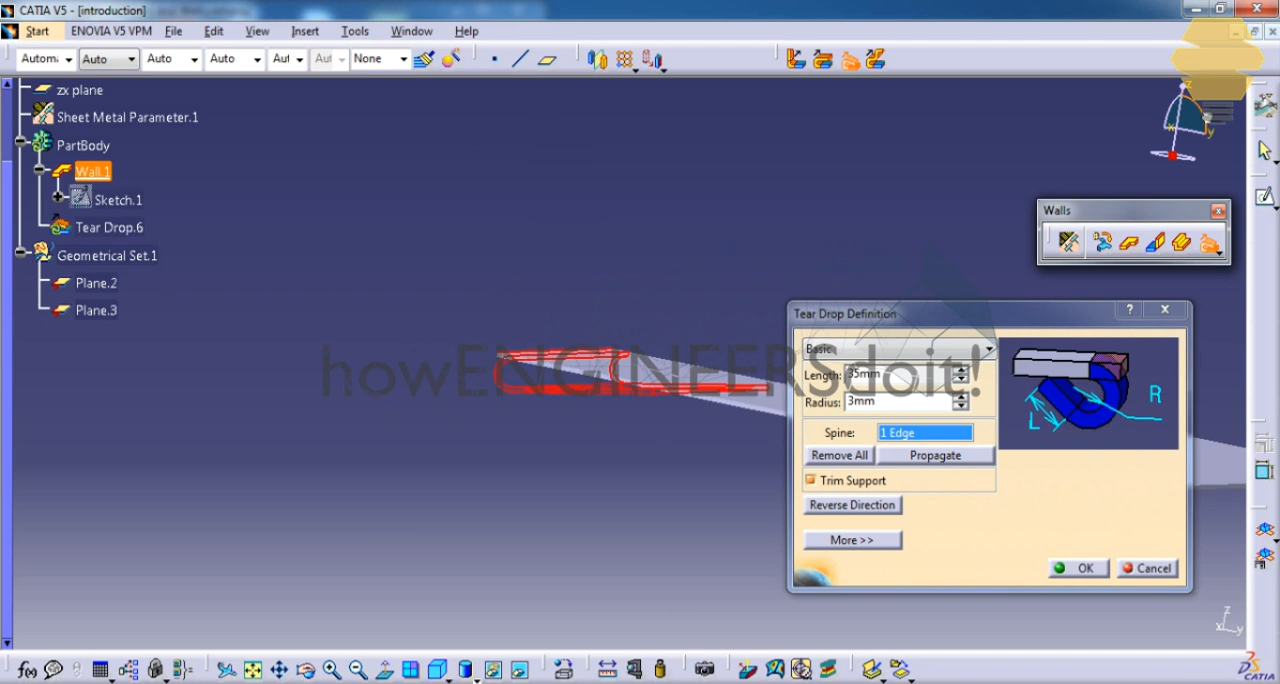 CATIA V5 - [introduction]
Start ENOVIA V5 VPM File Edit View Insert Tools Window Help
Autom: Auto Auto Auto Aut Aut None
zx plane
Sheet Metal Parameter.1
PartBody
Wall.1
Sketch.1
Tear Drop.6
Geometrical Set.1
Plane.2
Plane.3
z
x
y
Walls
Tear Drop Definition
Basic
Length: 35mm
Radius: 3mm
Spine: 1 Edge
Remove All Propagate
Trim Support
Reverse Direction
More >>
OK Cancel
R
L
howENGINEERSdoit!
z
x y
f(x)
CATIA